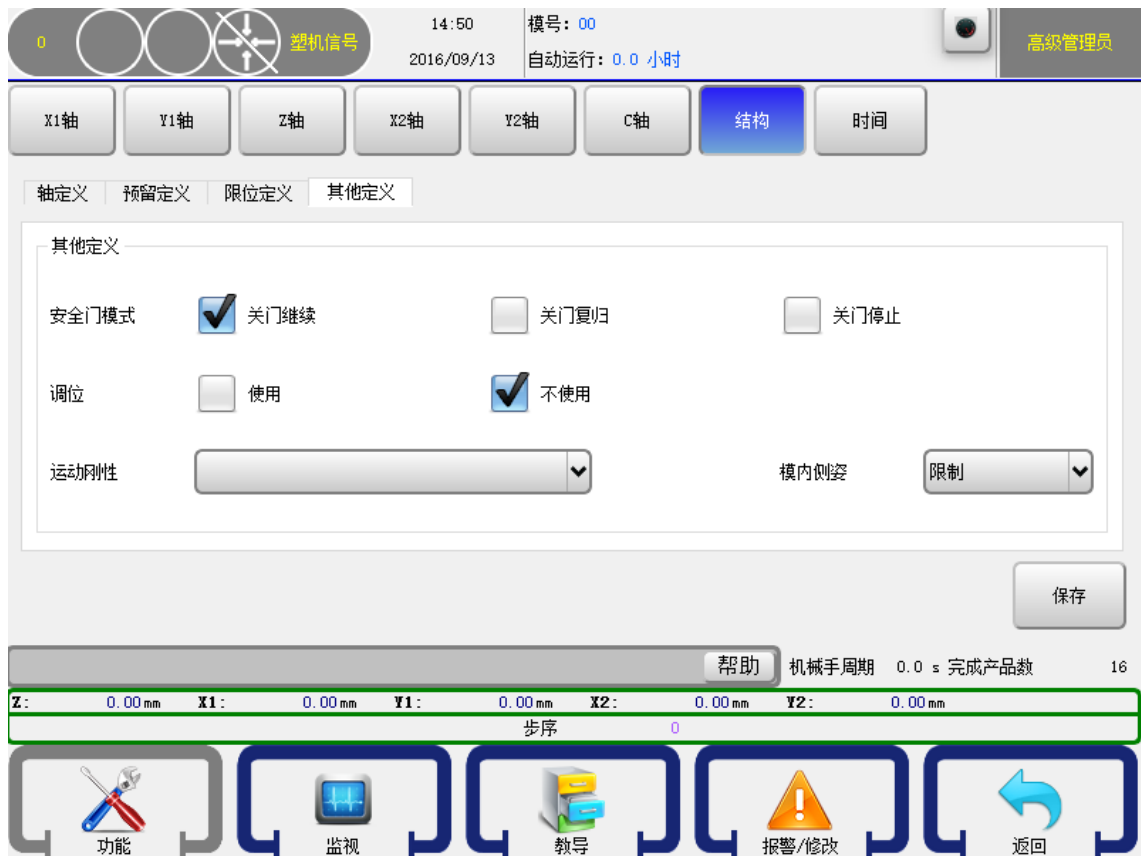 0 塑机信号 14:50 模号: 00 高级管理员
2016/09/13 自动运行: 0.0 小时
X1轴 Y1轴 Z轴 X2轴 Y2轴 C轴 结构 时间
轴定义 预留定义 限位定义 其他定义
其他定义
安全门模式 关门继续 关门复归 关门停止
调位 使用 不使用
运动刚性 模内侧姿 限制
保存
帮助 机械手周期 0.0 s 完成产品数 16
Z: 0.00mm X1: 0.00mm Y1: 0.00mm X2: 0.00mm Y2: 0.00mm
步序 0
功能 监视 教导 报警/修改 返回